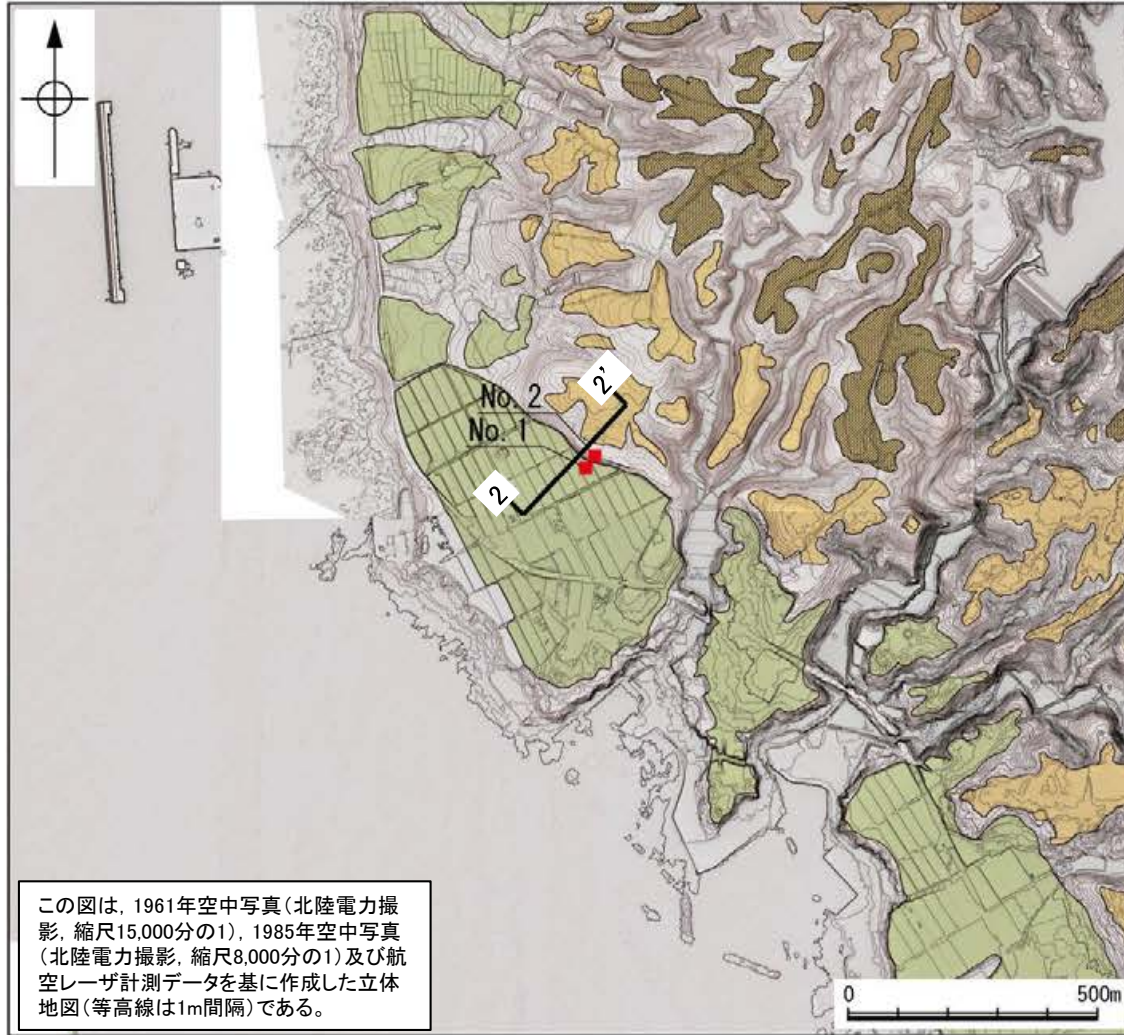 No. 2
No. 1
2'
2
この図は，1961年空中写真（北陸電力撮
影，縮尺15,000分の1），1985年空中写真
（北陸電力撮影，縮尺8,000分の1）及び航
空レーザ計測データを基に作成した立体
地図（等高線は1m間隔）である。
0 500m